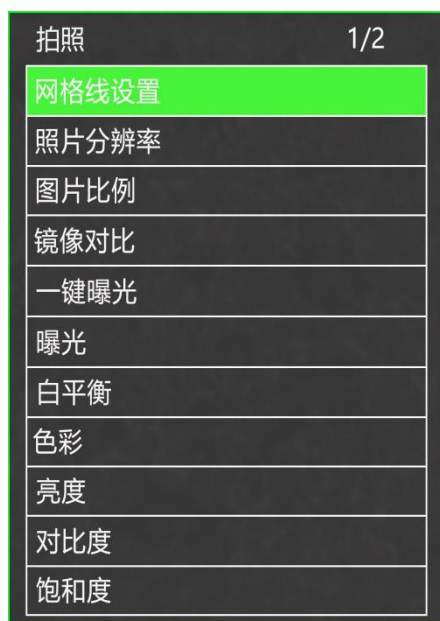 拍照 1/2
网格线设置
照片分辨率
图片比例
镜像对比
一键曝光
曝光
白平衡
色彩
亮度
对比度
饱和度